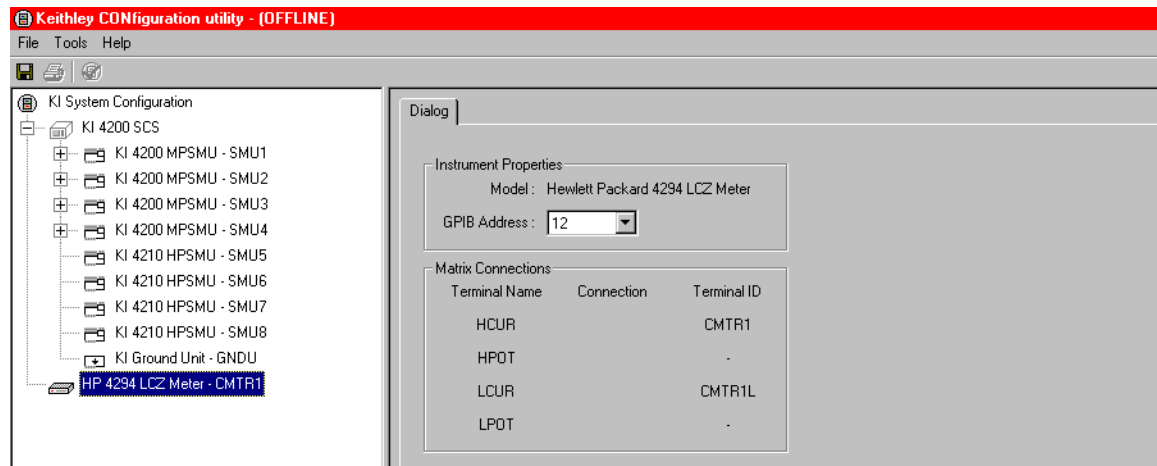 Keithley CONfiguration utility - (OFFLINE)
File Tools Help
KI System Configuration
KI 4200 SCS
KI 4200 MPSMU - SMU1
KI 4200 MPSMU - SMU2
KI 4200 MPSMU - SMU3
KI 4200 MPSMU - SMU4
KI 4210 HPSMU - SMU5
KI 4210 HPSMU - SMU6
KI 4210 HPSMU - SMU7
KI 4210 HPSMU - SMU8
KI Ground Unit - GNDU
HP 4294 LCZ Meter - CMTR1
Dialog
Instrument Properties
Model : Hewlett Packard 4294 LCZ Meter
GPIB Address : 12
Matrix Connections
Terminal Name Connection Terminal ID
HCUR CMTR1
HPOT -
LCUR CMTR1L
LPOT -